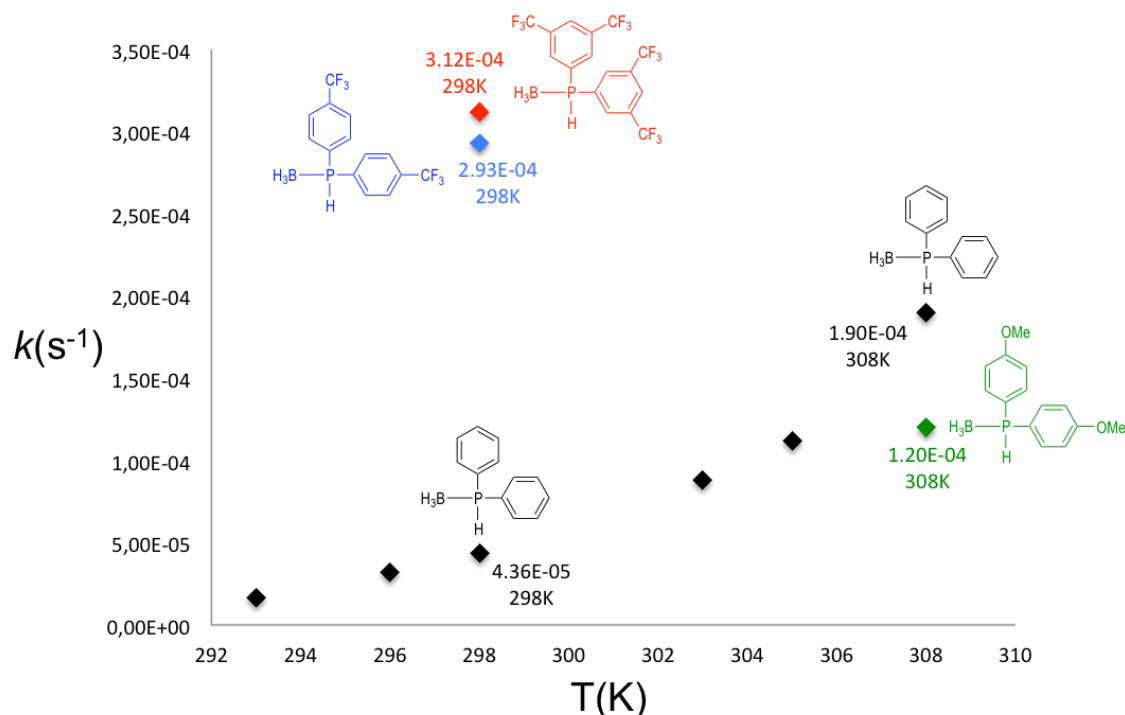 3,50E-04
3,00E-04
2,50E-04
2,00E-04
1,50E-04
1,00E-04
5,00E-05
0,00E+00
k(s-1)
292
294
296
298
300
302
304
306
308
310
T(K)
CF3
H3B
P
H
CF3
3.12E-04
298K
2.93E-04
298K
F3C
CF3
CF3
H3B
P
H
CF3
H3B
P
H
1.90E-04
308K
OMe
H3B
P
OMe
H
1.20E-04
308K
H3B
P
H
4.36E-05
298K